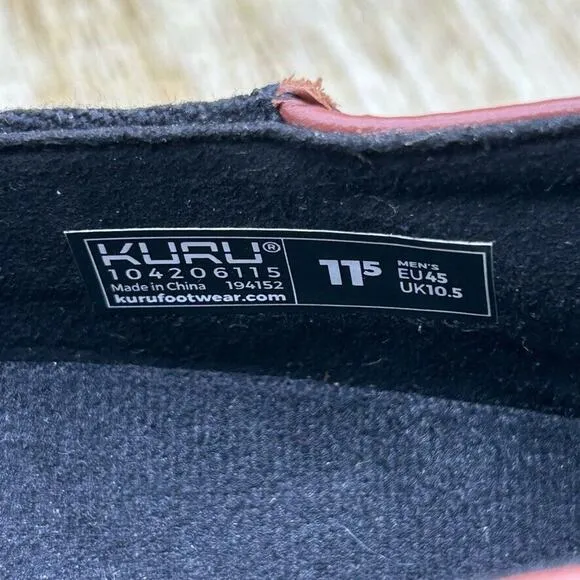 KURU®
104206115
Made in China 194152
kurufootwear.com
11⁵
MEN'S
EU45
UK10.5